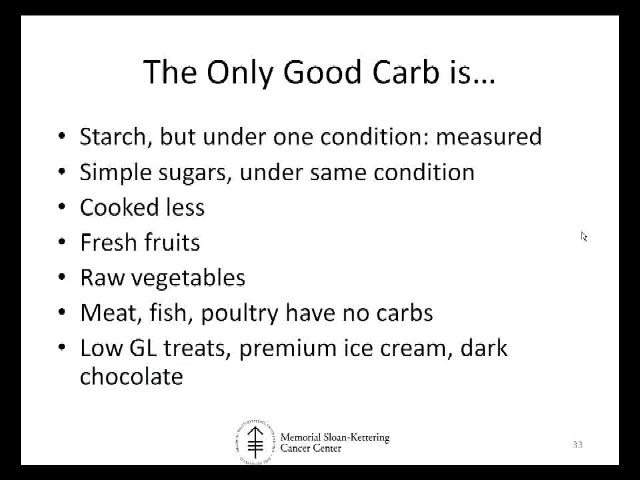 The Only Good Carb is...
• Starch, but under one condition: measured
• Simple sugars, under same condition
• Cooked less
• Fresh fruits
• Raw vegetables
• Meat, fish, poultry have no carbs
• Low GL treats, premium ice cream, dark
chocolate
Memorial Sloan-Kettering
Cancer Center
33